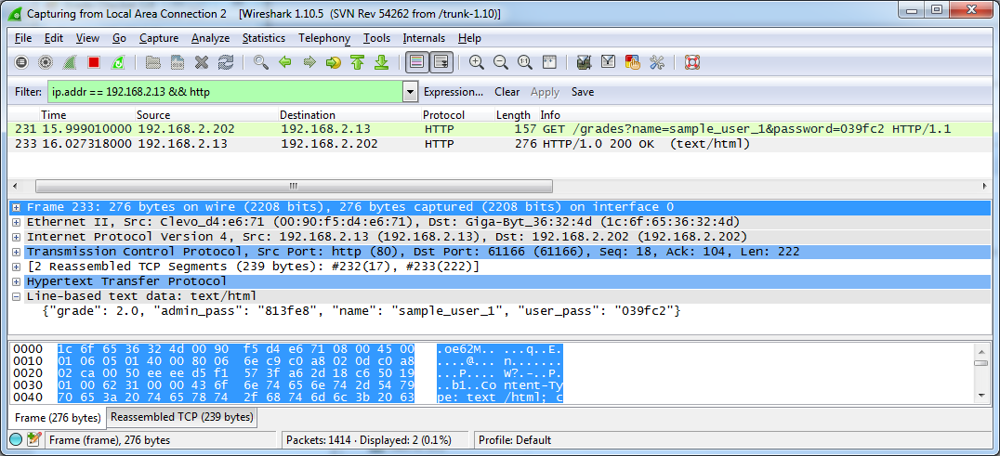 Capturing from Local Area Connection 2 [Wireshark 1.10.5 (SVN Rev 54262 from /trunk-1.10)]
File Edit View Go Capture Analyze Statistics Telephony Tools Internals Help
Filter: ip.addr == 192.168.2.13 && http Expression... Clear Apply Save
Time Source Destination Protocol Length Info
231 15.999010000 192.168.2.202 192.168.2.13 HTTP 157 GET /grades?name=sample_user_1&password=039fc2 HTTP/1.1
233 16.027318000 192.168.2.13 192.168.2.202 HTTP 276 HTTP/1.0 200 OK (text/html)
Frame 233: 276 bytes on wire (2208 bits), 276 bytes captured (2208 bits) on interface 0
Ethernet II, Src: Clevo_d4:e6:71 (00:90:f5:d4:e6:71), Dst: Giga-Byt_36:32:4d (1c:6f:65:36:32:4d)
Internet Protocol Version 4, Src: 192.168.2.13 (192.168.2.13), Dst: 192.168.2.202 (192.168.2.202)
Transmission Control Protocol, Src Port: http (80), Dst Port: 61166 (61166), Seq: 18, Ack: 104, Len: 222
[2 Reassembled TCP Segments (239 bytes): #232(17), #233(222)]
Hypertext Transfer Protocol
Line-based text data: text/html
{"grade": 2.0, "admin_pass": "813fe8", "name": "sample_user_1", "user_pass": "039fc2"}
0000 1c 6f 65 36 32 4d 00 90 f5 d4 e6 71 08 00 45 00 .oe62M.. ...q..E.
0010 01 06 05 01 40 00 80 06 6e c9 c0 a8 02 0d c0 a8 ....@... n.......
0020 02 ca 00 50 ee ee d5 f1 57 3f a6 2d 18 c6 50 19 ...P.... W?.-..P.
0030 01 00 62 31 00 00 43 6f 6e 74 65 6e 74 2d 54 79 ..b1..Co ntent-Ty
0040 70 65 3a 20 74 65 78 74 2f 68 74 6d 6c 3b 20 63 pe: text /html; c
Frame (276 bytes) Reassembled TCP (239 bytes)
Frame (frame), 276 bytes Packets: 1414 · Displayed: 2 (0.1%) Profile: Default